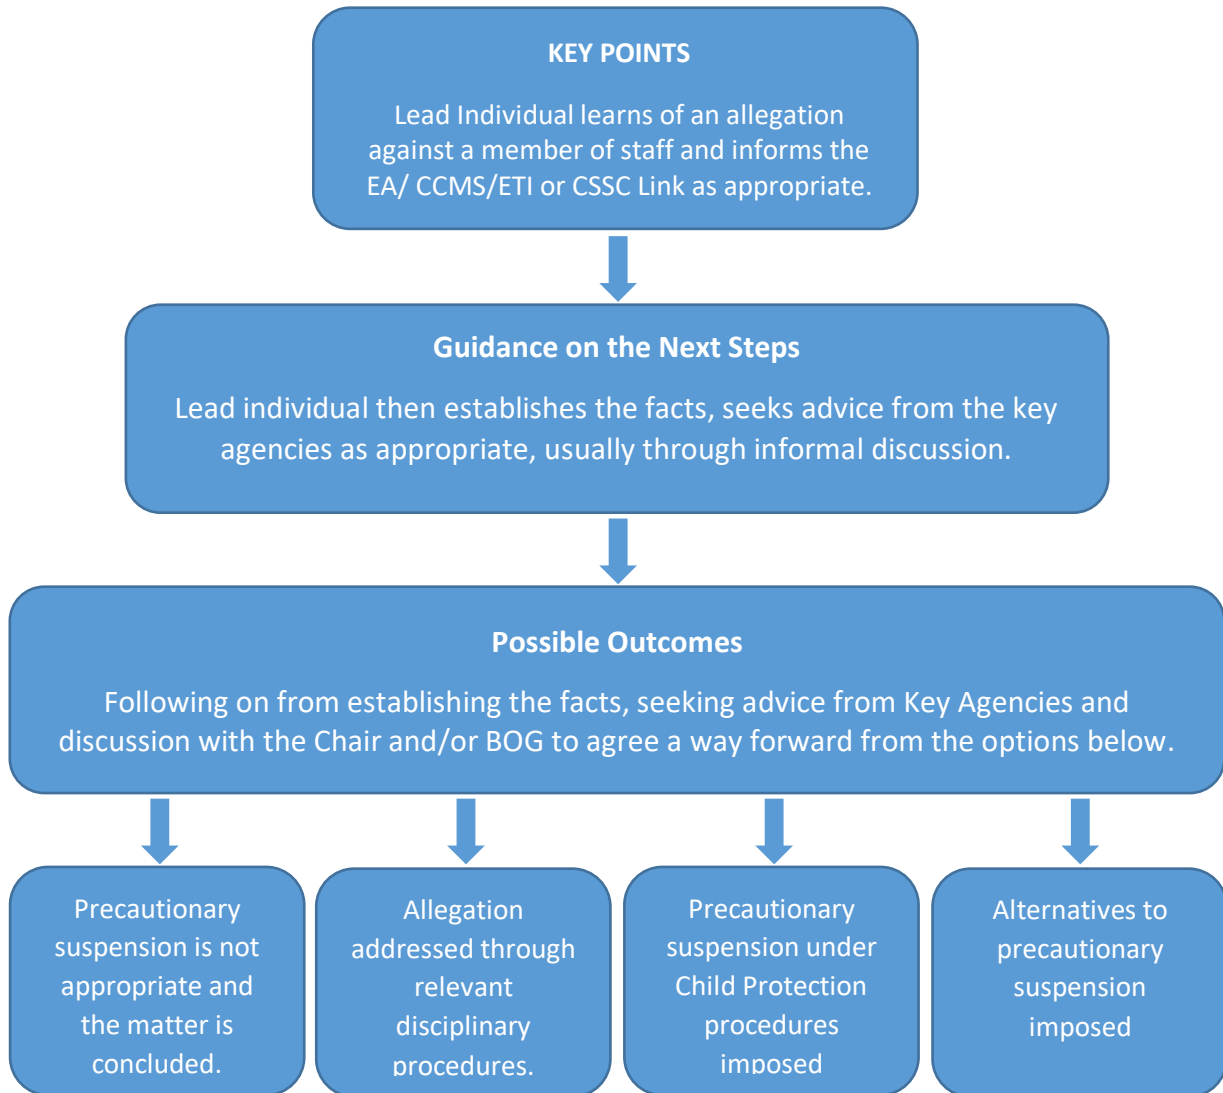 KEY POINTS
Lead Individual learns of an allegation
against a member of staff and informs the
EA/ CCMS/ETI or CSSC Link as appropriate.
Guidance on the Next Steps
Lead individual then establishes the facts, seeks advice from the key
agencies as appropriate, usually through informal discussion.
Possible Outcomes
Following on from establishing the facts, seeking advice from Key Agencies and
discussion with the Chair and/or BOG to agree a way forward from the options below.
Precautionary
suspension is not
appropriate and
the matter is
concluded.
Allegation
addressed through
relevant
disciplinary
procedures.
Precautionary
suspension under
Child Protection
procedures
imposed
Alternatives to
precautionary
suspension
imposed